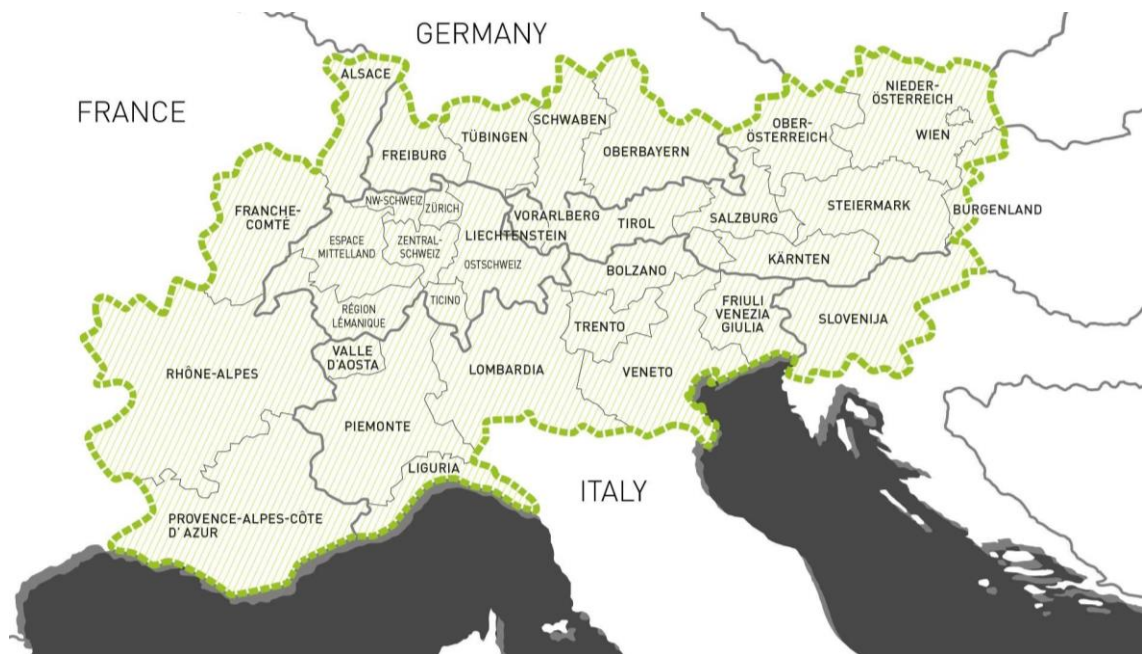 GERMANY
ALSACE
FRANCE
NIEDER-
ÖSTERREICH
SCHWABEN
OBER-
ÖSTERREICH
TÜBINGEN
WIEN
OBERBAYERN
FREIBURG
NW-SCHWEIZ
ZÜRICH
FRANCHE-
COMTÉ
VORARLBERG
TIROL
SALZBURG
STEIERMARK
BURGENLAND
LIECHTENSTEIN
ESPACE
MITTELLAND
ZENTRAL-
SCHWEIZ
OSTSCHWEIZ
KÄRNTEN
BOLZANO
TICINO
RÉGION
LÉMANIQUE
FRIULI
VENEZIA
GIULIA
SLOVENIJA
TRENTO
VALLE
D'AOSTA
RHÔNE-ALPES
LOMBARDIA
VENETO
PIEMONTE
LIGURIA
ITALY
PROVENCE-ALPES-CÔTE
D' AZUR